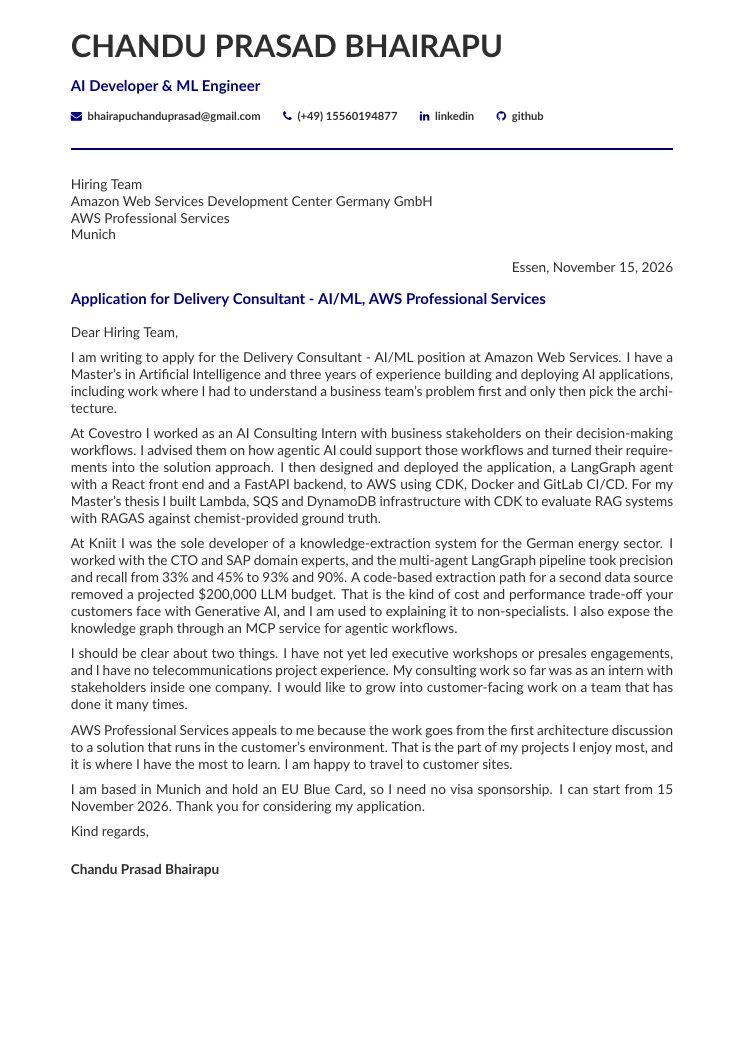 CHANDU PRASAD BHAIRAPU
AI Developer & ML Engineer
bhairapuchanduprasad@gmail.com (+49) 15560194877 linkedin github
Hiring Team
Amazon Web Services Development Center Germany GmbH
AWS Professional Services
Munich
Essen, November 15, 2026
Application for Delivery Consultant - AI/ML, AWS Professional Services
Dear Hiring Team,
I am writing to apply for the Delivery Consultant - AI/ML position at Amazon Web Services. I have a
Master's in Artificial Intelligence and three years of experience building and deploying AI applications,
including work where I had to understand a business team's problem first and only then pick the archi-
tecture.
At Covestro I worked as an AI Consulting Intern with business stakeholders on their decision-making
workflows. I advised them on how agentic AI could support those workflows and turned their require-
ments into the solution approach. I then designed and deployed the application, a LangGraph agent
with a React front end and a FastAPI backend, to AWS using CDK, Docker and GitLab CI/CD. For my
Master's thesis I built Lambda, SQS and DynamoDB infrastructure with CDK to evaluate RAG systems
with RAGAS against chemist-provided ground truth.
At Kniit I was the sole developer of a knowledge-extraction system for the German energy sector. I
worked with the CTO and SAP domain experts, and the multi-agent LangGraph pipeline took precision
and recall from 33% and 45% to 93% and 90%. A code-based extraction path for a second data source
removed a projected $200,000 LLM budget. That is the kind of cost and performance trade-off your
customers face with Generative AI, and I am used to explaining it to non-specialists. I also expose the
knowledge graph through an MCP service for agentic workflows.
I should be clear about two things. I have not yet led executive workshops or presales engagements,
and I have no telecommunications project experience. My consulting work so far was as an intern with
stakeholders inside one company. I would like to grow into customer-facing work on a team that has
done it many times.
AWS Professional Services appeals to me because the work goes from the first architecture discussion
to a solution that runs in the customer's environment. That is the part of my projects I enjoy most, and
it is where I have the most to learn. I am happy to travel to customer sites.
I am based in Munich and hold an EU Blue Card, so I need no visa sponsorship. I can start from 15
November 2026. Thank you for considering my application.
Kind regards,
Chandu Prasad Bhairapu